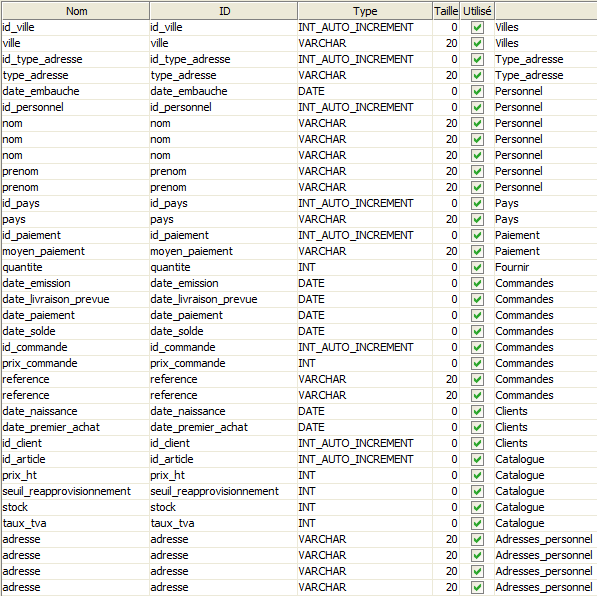 Nom ID Type Taille Utilisé
id_ville id_ville INT_AUTO_INCREMENT 0 Villes
ville ville VARCHAR 20 Villes
id_type_adresse id_type_adresse INT_AUTO_INCREMENT 0 Type_adresse
type_adresse type_adresse VARCHAR 20 Type_adresse
date_embauche date_embauche DATE 0 Personnel
id_personnel id_personnel INT_AUTO_INCREMENT 0 Personnel
nom nom VARCHAR 20 Personnel
nom nom VARCHAR 20 Personnel
nom nom VARCHAR 20 Personnel
prenom prenom VARCHAR 20 Personnel
prenom prenom VARCHAR 20 Personnel
id_pays id_pays INT_AUTO_INCREMENT 0 Pays
pays pays VARCHAR 20 Pays
id_paiement id_paiement INT_AUTO_INCREMENT 0 Paiement
moyen_paiement moyen_paiement VARCHAR 20 Paiement
quantite quantite INT 0 Fournir
date_emission date_emission DATE 0 Commandes
date_livraison_prevue date_livraison_prevue DATE 0 Commandes
date_paiement date_paiement DATE 0 Commandes
date_solde date_solde DATE 0 Commandes
id_commande id_commande INT_AUTO_INCREMENT 0 Commandes
prix_commande prix_commande INT 0 Commandes
reference reference VARCHAR 20 Commandes
reference reference VARCHAR 20 Commandes
date_naissance date_naissance DATE 0 Clients
date_premier_achat date_premier_achat DATE 0 Clients
id_client id_client INT_AUTO_INCREMENT 0 Clients
id_article id_article INT_AUTO_INCREMENT 0 Catalogue
prix_ht prix_ht INT 0 Catalogue
seuil_reapprovisionnement seuil_reapprovisionnement INT 0 Catalogue
stock stock INT 0 Catalogue
taux_tva taux_tva INT 0 Catalogue
adresse adresse VARCHAR 20 Adresses_personnel
adresse adresse VARCHAR 20 Adresses_personnel
adresse adresse VARCHAR 20 Adresses_personnel
adresse adresse VARCHAR 20 Adresses_personnel